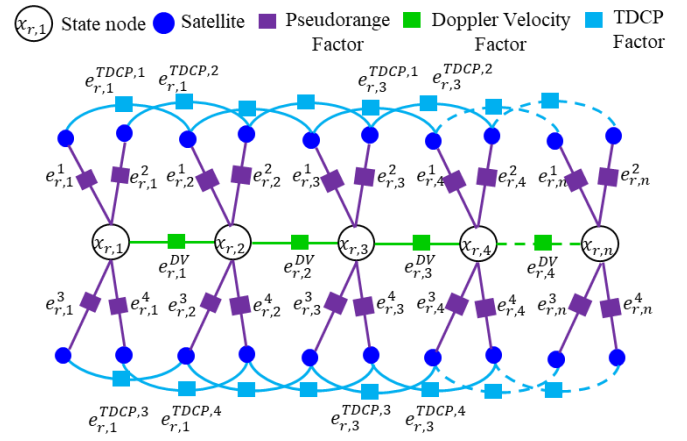 $x_{r,1}$ State node Satellite Pseudorange Factor Doppler Velocity Factor TDCP Factor
$e_{r,1}^{TDCP,1}$ $e_{r,1}^{TDCP,2}$ $e_{r,3}^{TDCP,1}$ $e_{r,3}^{TDCP,2}$
$e_{r,1}^{1}$ $e_{r,1}^{2}$ $e_{r,2}^{1}$ $e_{r,2}^{2}$ $e_{r,3}^{1}$ $e_{r,3}^{2}$ $e_{r,4}^{1}$ $e_{r,4}^{2}$ $e_{r,n}^{1}$ $e_{r,n}^{2}$
$x_{r,1}$ $x_{r,2}$ $x_{r,3}$ $x_{r,4}$ $x_{r,n}$
$e_{r,1}^{DV}$ $e_{r,2}^{DV}$ $e_{r,3}^{DV}$ $e_{r,4}^{DV}$
$e_{r,1}^{3}$ $e_{r,1}^{4}$ $e_{r,2}^{3}$ $e_{r,2}^{4}$ $e_{r,3}^{3}$ $e_{r,3}^{4}$ $e_{r,4}^{3}$ $e_{r,4}^{4}$ $e_{r,n}^{3}$ $e_{r,n}^{4}$
$e_{r,1}^{TDCP,3}$ $e_{r,1}^{TDCP,4}$ $e_{r,3}^{TDCP,3}$ $e_{r,3}^{TDCP,4}$